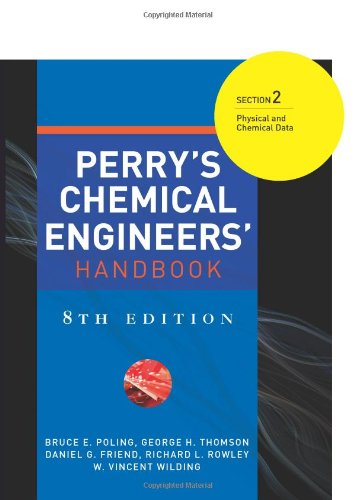 Copyrighted Material
SECTION 2
Physical and
Chemical Data
PERRY'S
CHEMICAL
ENGINEERS'
HANDBOOK
8TH EDITION
BRUCE E. POLING, GEORGE H. THOMSON
DANIEL G. FRIEND, RICHARD L. ROWLEY
W. VINCENT WILDING
Copyrighted Material